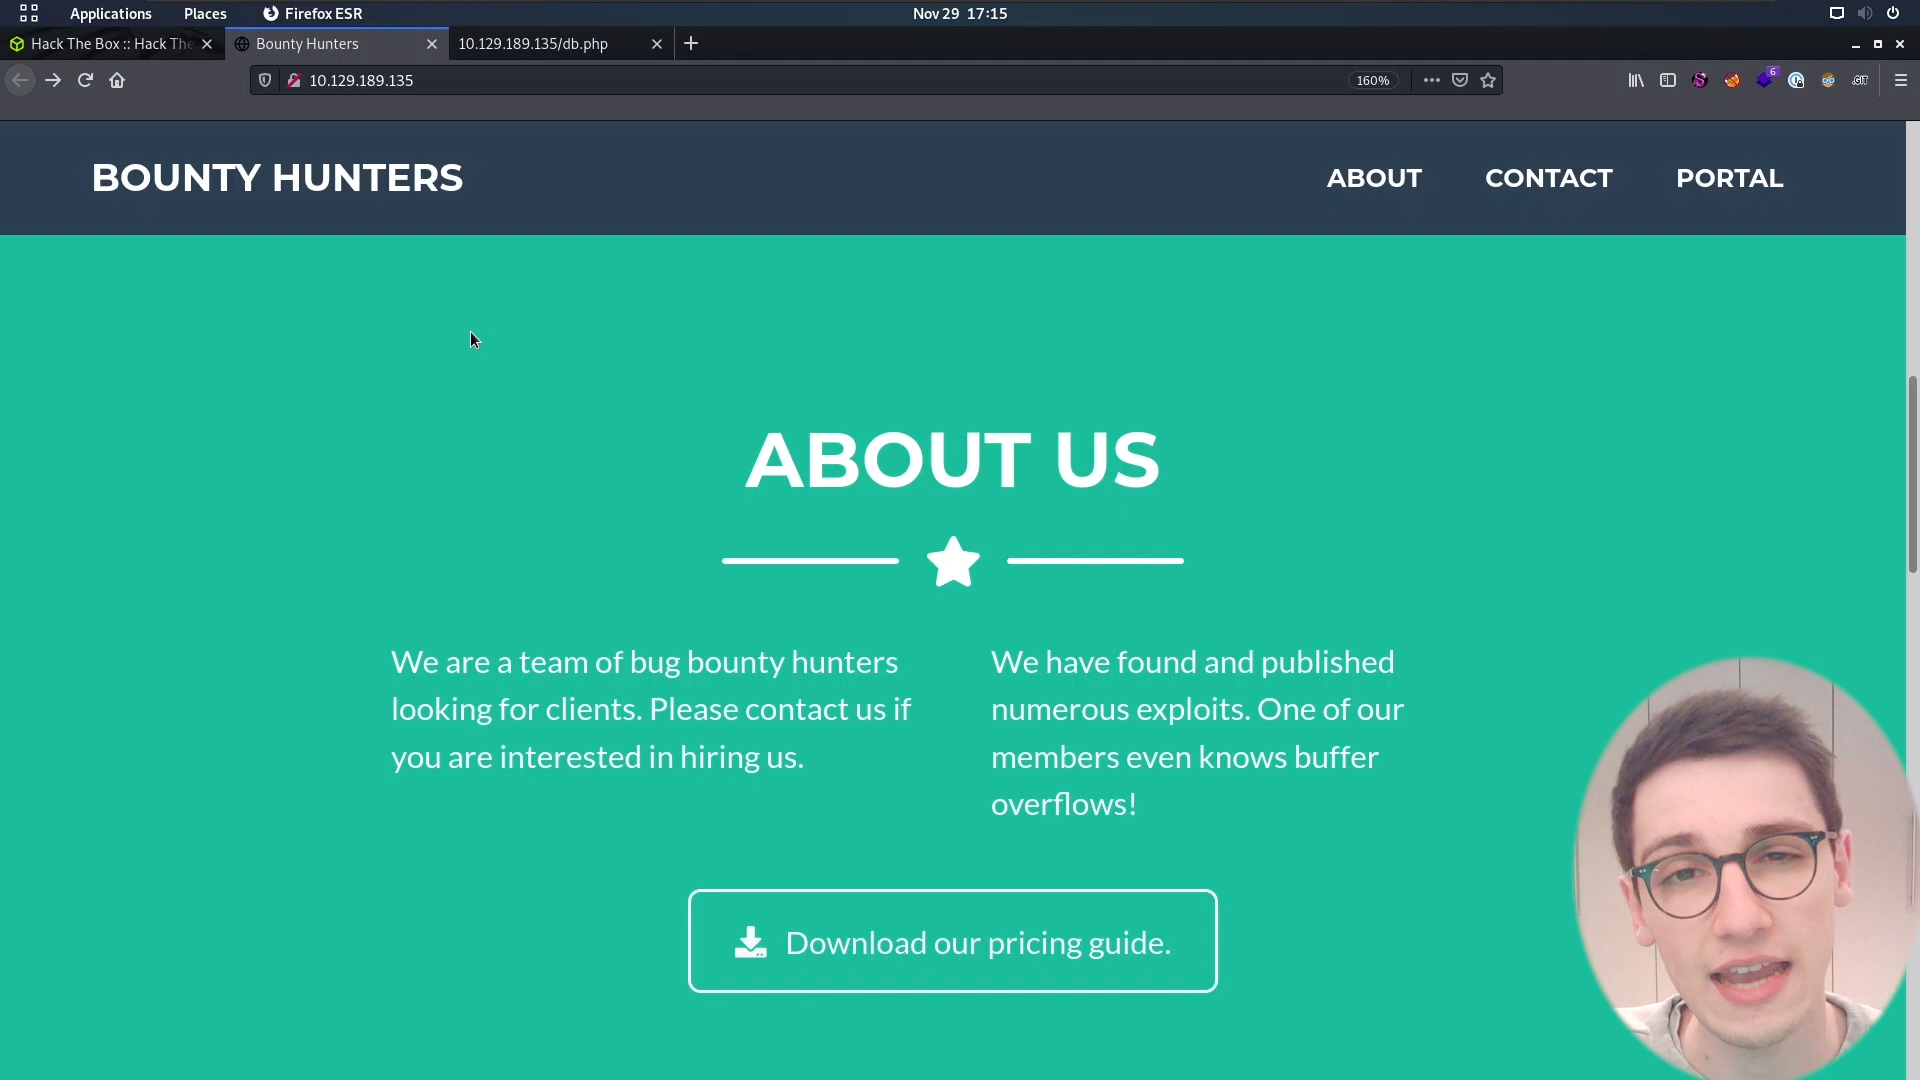 Applications Places Firefox ESR Nov 29 17:15
Hack The Box :: Hack The Bounty Hunters 10.129.189.135/db.php
10.129.189.135 160% 6 .GIT
BOUNTY HUNTERS ABOUT CONTACT PORTAL
ABOUT US
We are a team of bug bounty hunters
looking for clients. Please contact us if
you are interested in hiring us.
We have found and published
numerous exploits. One of our
members even knows buffer
overflows!
Download our pricing guide.